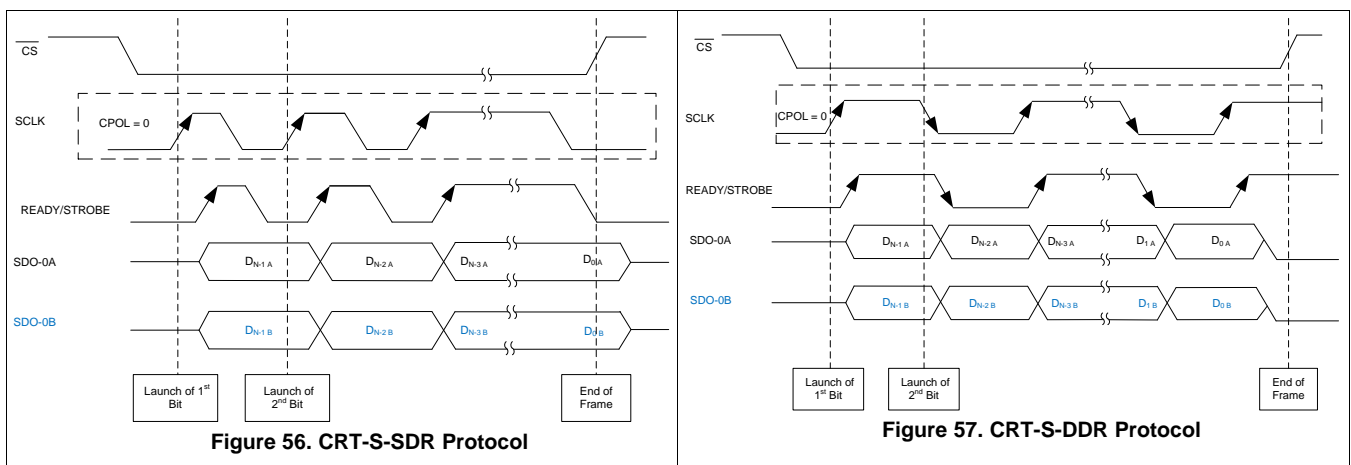 CS
SCLK
CPOL = 0
READY/STROBE
SDO-0A
D N-1 A
D N-2 A
D N-3 A
D 0 A
SDO-0B
D N-1 B
D N-2 B
D N-3 B
D 0 B
Launch of 1st
Bit
Launch of
2nd Bit
End of
Frame
Figure 56. CRT-S-SDR Protocol
CS
SCLK
CPOL = 0
READY/STROBE
SDO-0A
D N-1 A
D N-2 A
D N-3 A
D 1 A
D 0 A
SDO-0B
D N-1 B
D N-2 B
D N-3 B
D 1 B
D 0 B
Launch of
1st Bit
Launch of
2nd Bit
End of
Frame
Figure 57. CRT-S-DDR Protocol